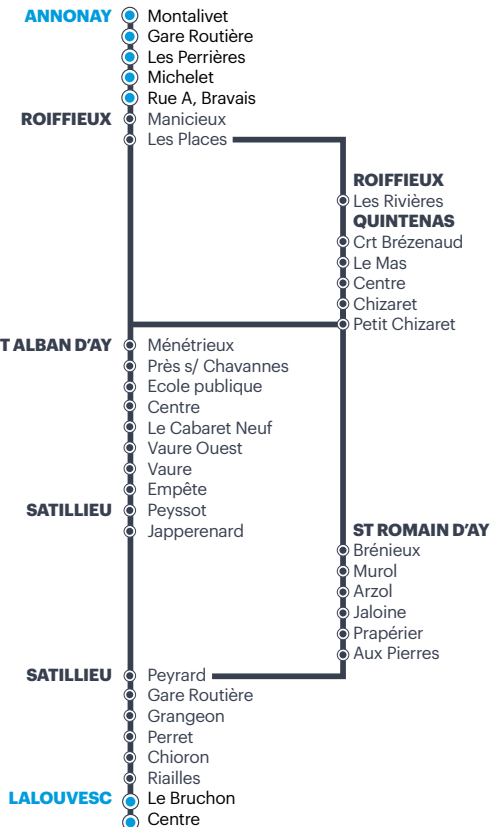 ANNONAY Montalivet
Gare Routière
Les Perrières
Michelet
Rue A, Bravais
ROIFFIEUX Manicieux
Les Places
ROIFFIEUX
Les Rivières
QUINTENAS
Crt Brézenaud
Le Mas
Centre
Chizaret
Petit Chizaret
T ALBAN D'AY Ménétrieux
Près s/ Chavannes
Ecole publique
Centre
Le Cabaret Neuf
Vaure Ouest
Vaure
Empête
SATILLIEU Peyssot
Japperenard
ST ROMAIN D'AY
Brénieux
Murol
Arzol
Jaloine
Prapérier
Aux Pierres
SATILLIEU Peyrard
Gare Routière
Grangeon
Perret
Chioron
Riailles
LALOUVESC Le Bruchon
Centre